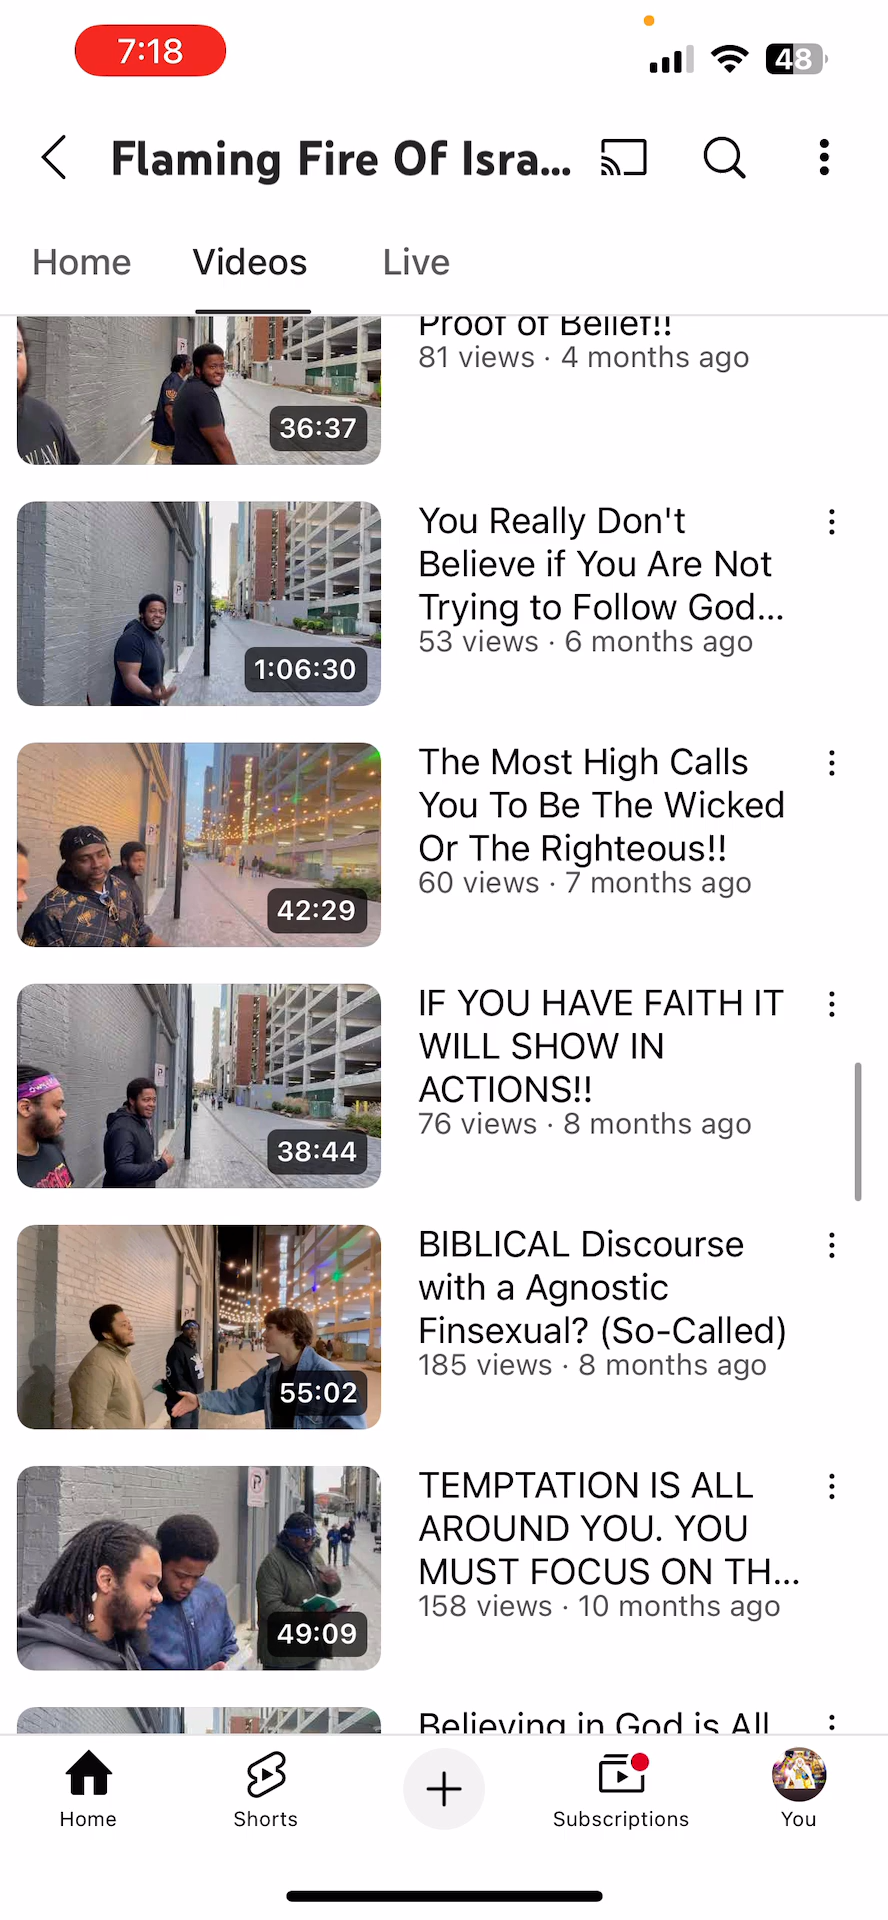 7:18
48
Flaming Fire Of Isra...
Home
Videos
Live
Proof of Belief!!
81 views · 4 months ago
36:37
You Really Don't
Believe if You Are Not
Trying to Follow God...
53 views · 6 months ago
1:06:30
The Most High Calls
You To Be The Wicked
Or The Righteous!!
60 views · 7 months ago
42:29
IF YOU HAVE FAITH IT
WILL SHOW IN
ACTIONS!!
76 views · 8 months ago
38:44
BIBLICAL Discourse
with a Agnostic
Finsexual? (So-Called)
185 views · 8 months ago
55:02
TEMPTATION IS ALL
AROUND YOU. YOU
MUST FOCUS ON TH...
158 views · 10 months ago
49:09
Believing in God is All
Home
Shorts
Subscriptions
You